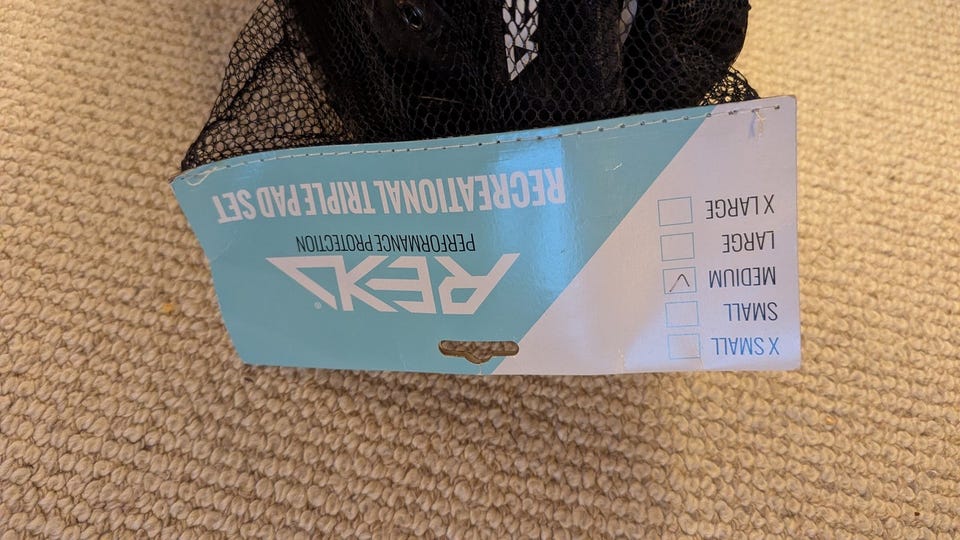 X SMALL
SMALL
MEDIUM
LARGE
X LARGE
REKD®
PERFORMANCE PROTECTION
RECREATIONAL TRIPLE PAD SET